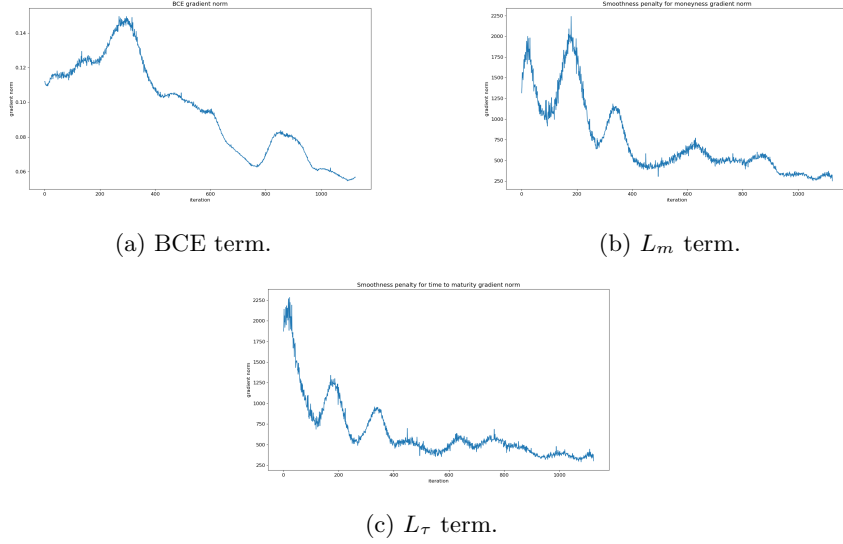 BCE gradient norm
gradient norm
0.14
0.12
0.10
0.08
0.06
0 200 400 600 800 1000
iteration
(a) BCE term.
Smoothness penalty for moneyness gradient norm
gradient norm
2250
2000
1750
1500
1250
1000
750
500
250
0 200 400 600 800 1000
iteration
(b) L_m term.
Smoothness penalty for time to maturity gradient norm
gradient norm
2250
2000
1750
1500
1250
1000
750
500
250
0 200 400 600 800 1000
iteration
(c) L_τ term.